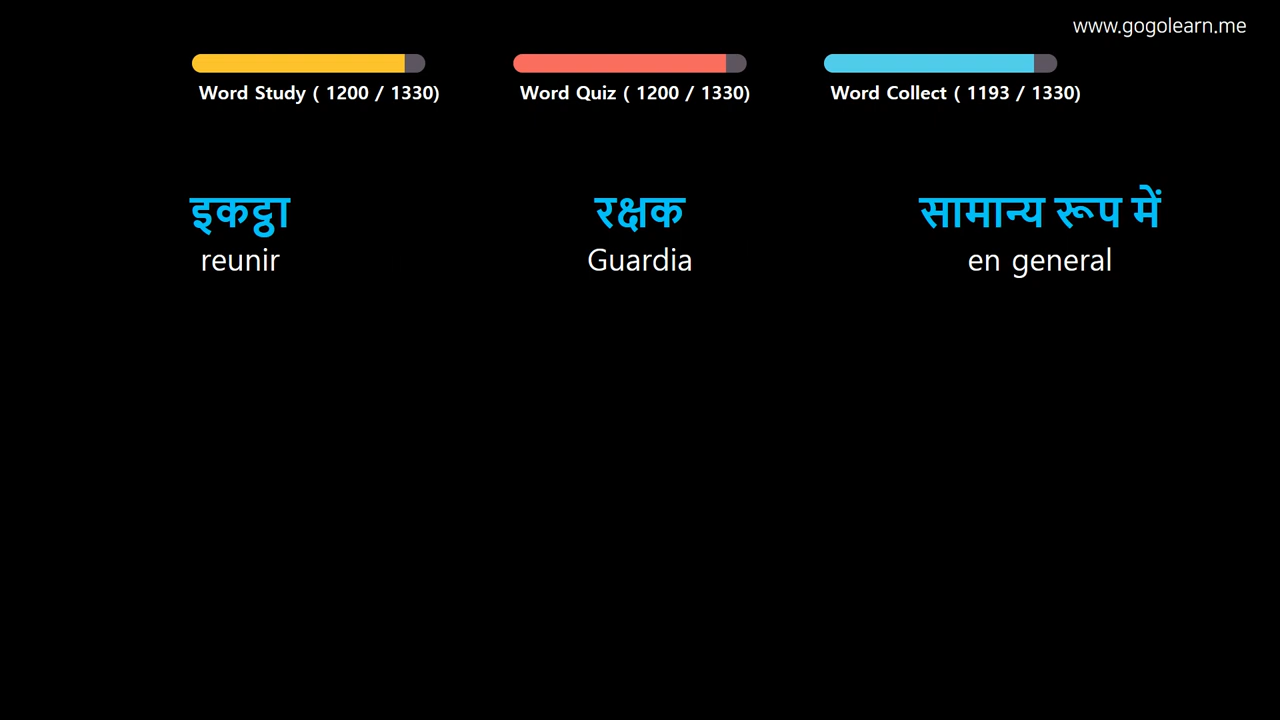 www.gogolearn.me
Word Study ( 1200 / 1330)
Word Quiz ( 1200 / 1330)
Word Collect ( 1193 / 1330)
इकट्ठा
reunir
रक्षक
Guardia
सामान्य रूप में
en general